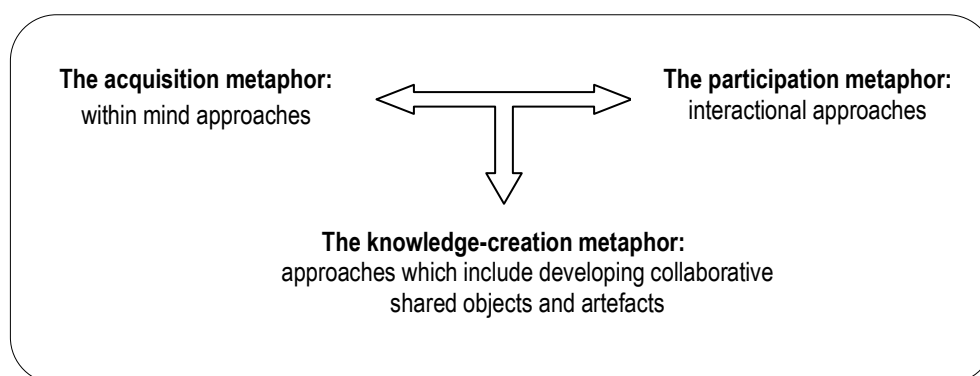 The acquisition metaphor:
within mind approaches
The participation metaphor:
interactional approaches
The knowledge-creation metaphor:
approaches which include developing collaborative
shared objects and artefacts